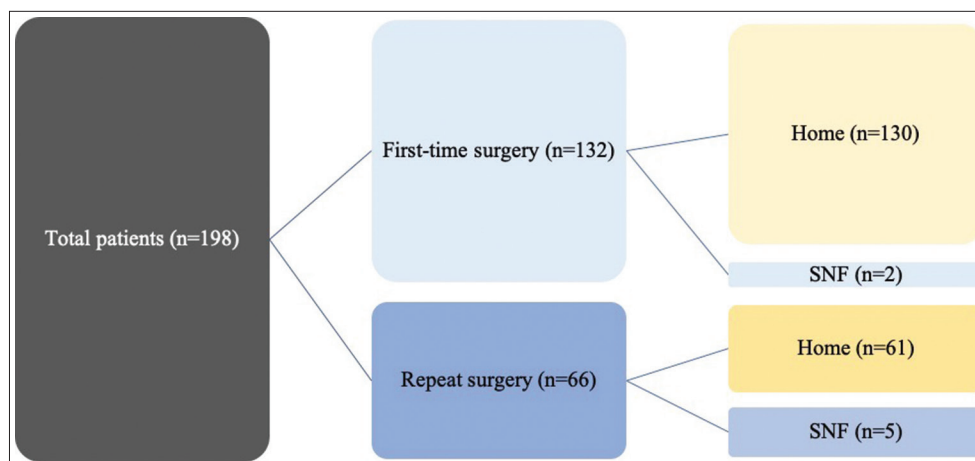 Total patients (n=198)
First-time surgery (n=132)
Home (n=130)
SNF (n=2)
Repeat surgery (n=66)
Home (n=61)
SNF (n=5)